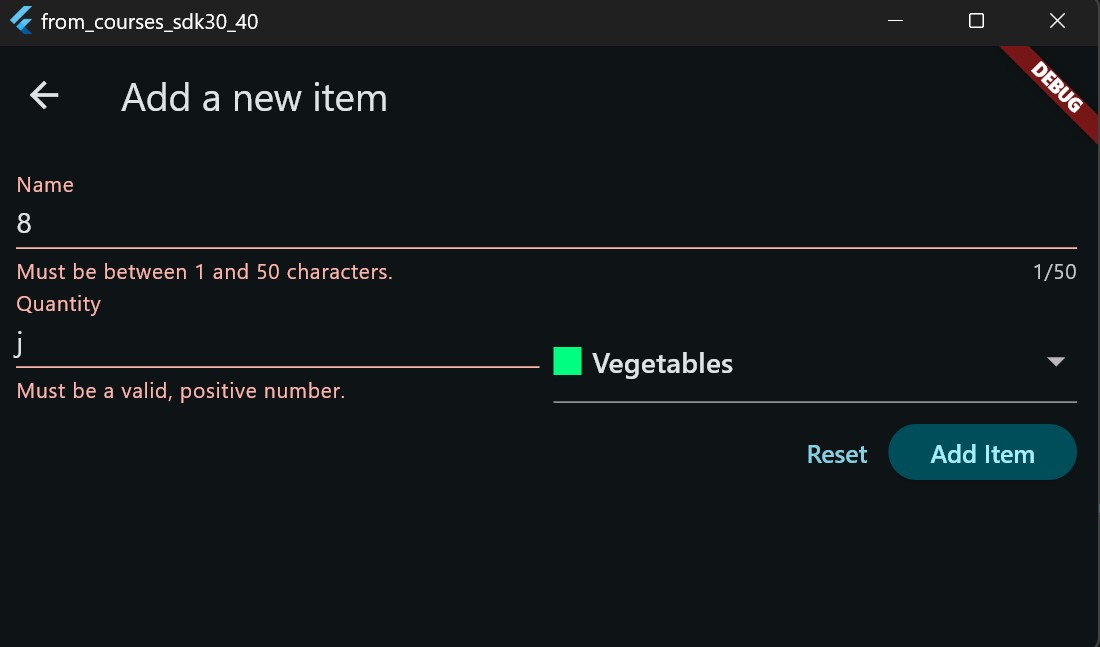 from_courses_sdk30_40
DEBUG
Add a new item
Name
8
Must be between 1 and 50 characters.
1/50
Quantity
j
Must be a valid, positive number.
Vegetables
Reset
Add Item